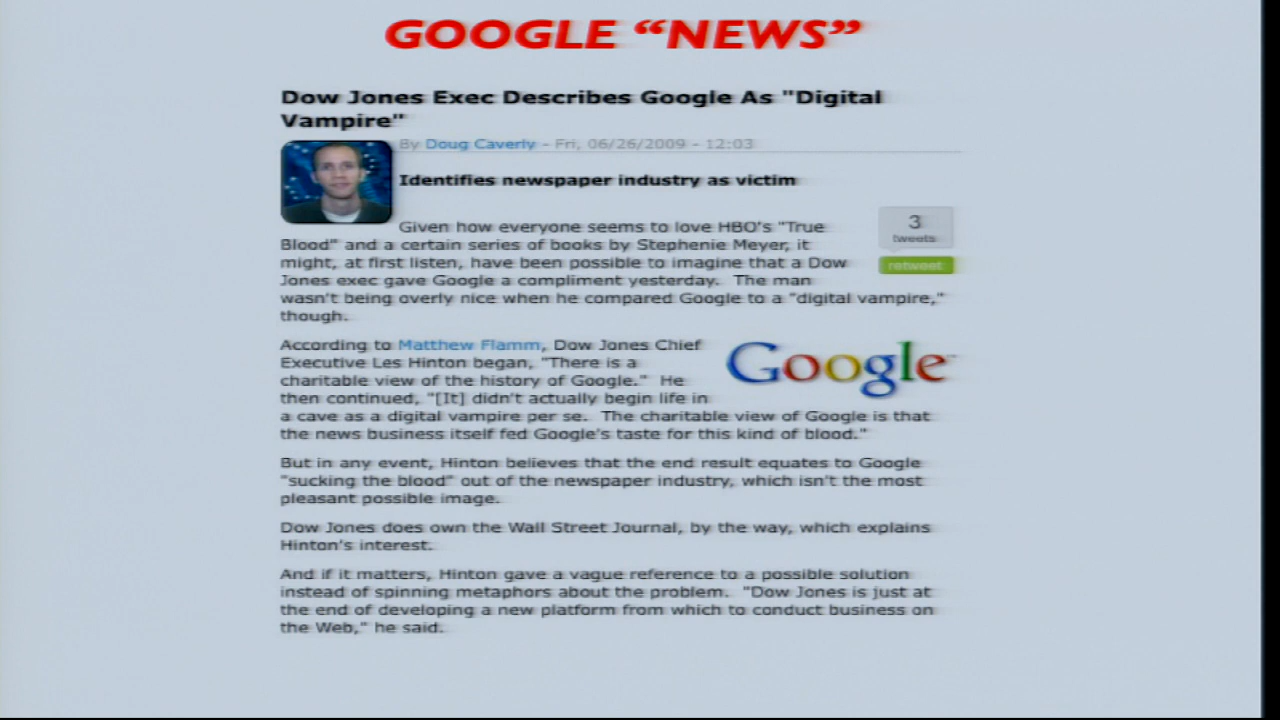 GOOGLE “NEWS”
Dow Jones Exec Describes Google As "Digital
Vampire"
By Doug Caverly - Fri, 06/26/2009 - 12:03
Identifies newspaper industry as victim
3
tweets
retweet
Given how everyone seems to love HBO's "True
Blood" and a certain series of books by Stephenie Meyer, it
might, at first listen, have been possible to imagine that a Dow
Jones exec gave Google a compliment yesterday.  The man
wasn't being overly nice when he compared Google to a "digital vampire,"
though.
According to Matthew Flamm, Dow Jones Chief
Executive Les Hinton began, "There is a
charitable view of the history of Google."  He
then continued, "[It] didn't actually begin life in
a cave as a digital vampire per se.  The charitable view of Google is that
the news business itself fed Google's taste for this kind of blood."
Google
But in any event, Hinton believes that the end result equates to Google
"sucking the blood" out of the newspaper industry, which isn't the most
pleasant possible image.
Dow Jones does own the Wall Street Journal, by the way, which explains
Hinton's interest.
And if it matters, Hinton gave a vague reference to a possible solution
instead of spinning metaphors about the problem.  "Dow Jones is just at
the end of developing a new platform from which to conduct business on
the Web," he said.